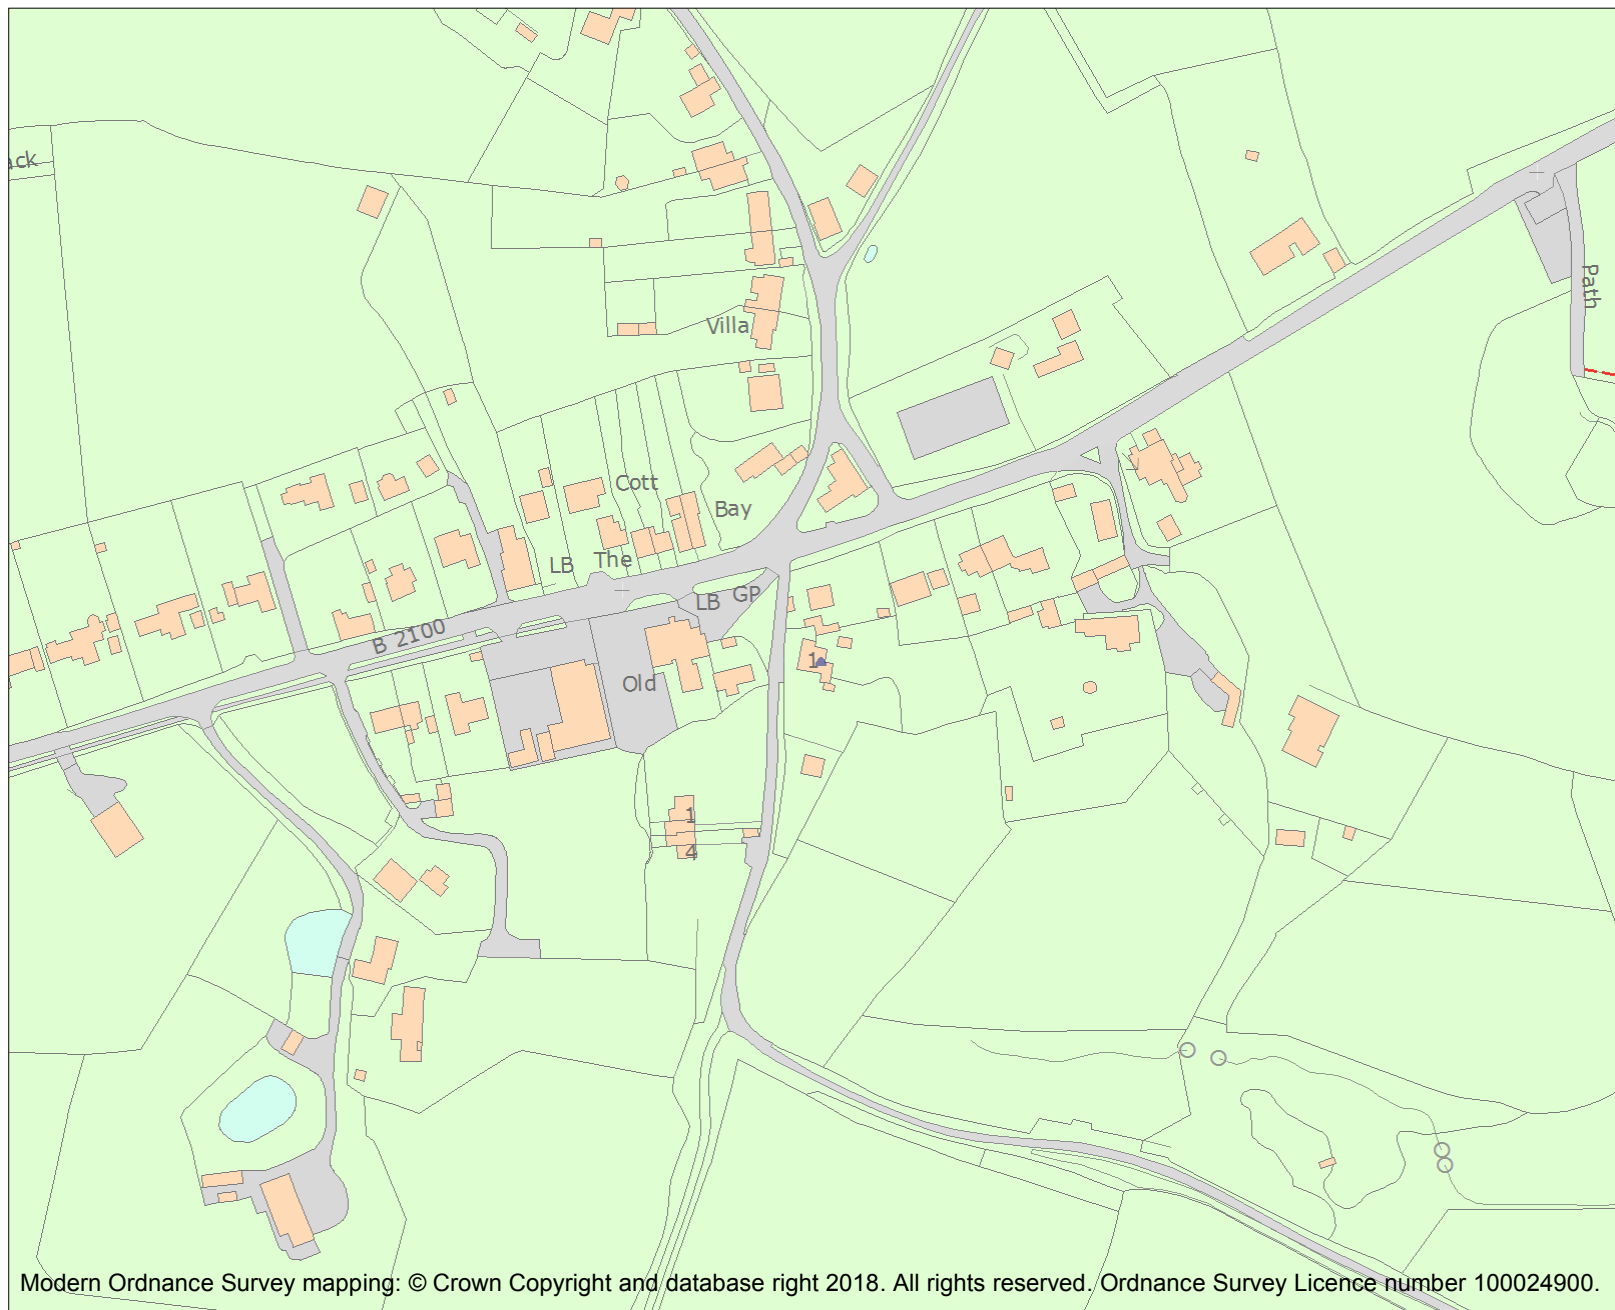 ack
Path
Villa
Cott
Bay
LB
The
LB
GP
B 2100
1
Old
1
4
Modern Ordnance Survey mapping: © Crown Copyright and database right 2018. All rights reserved. Ordnance Survey Licence number 100024900.